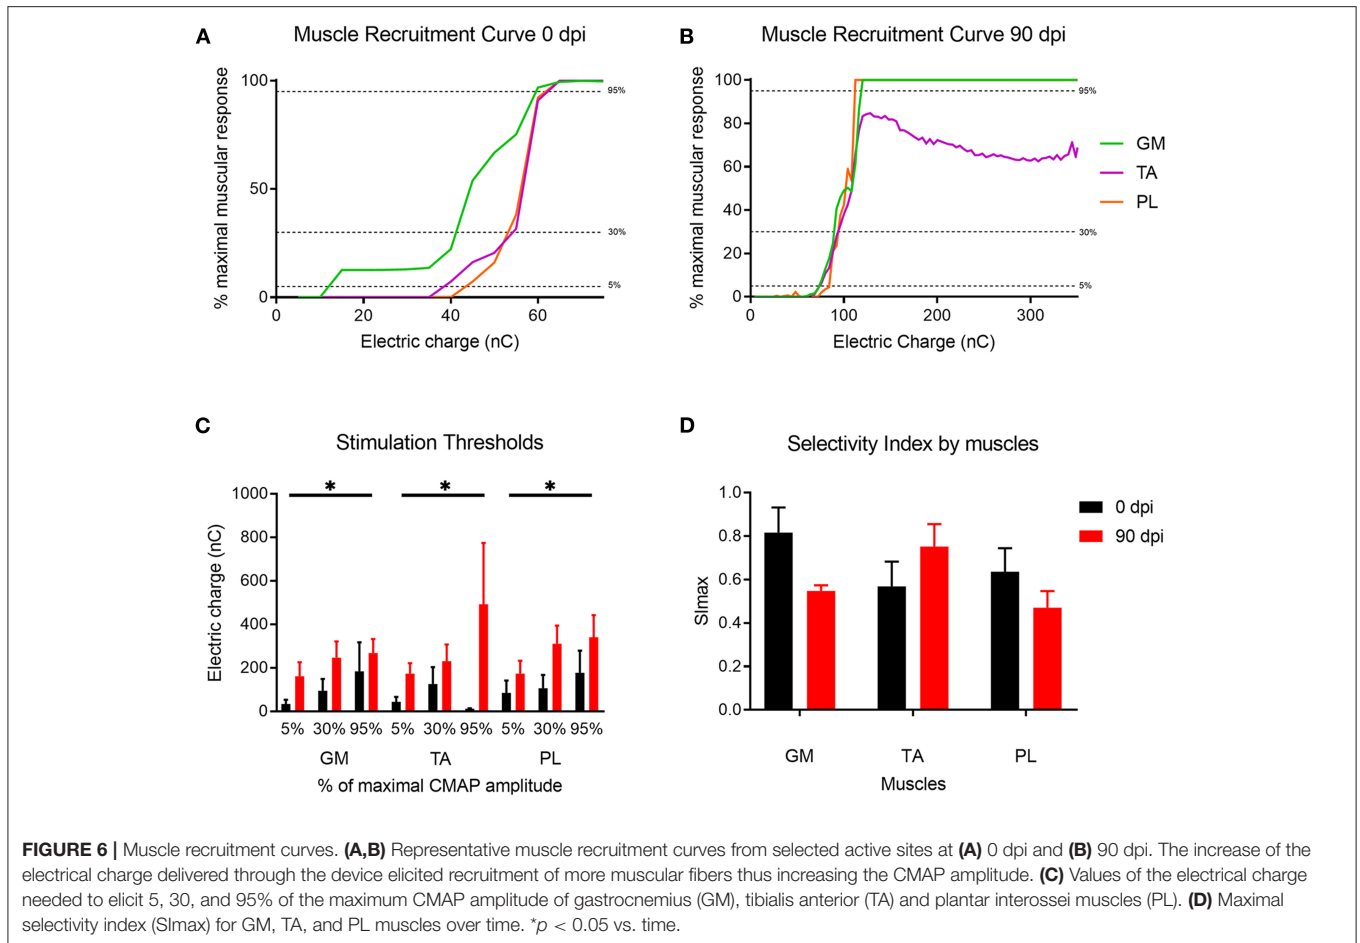 A
Muscle Recruitment Curve 0 dpi
% maximal muscular response
100
50
0
95%
30%
5%
0 20 40 60
Electric charge (nC)
B
Muscle Recruitment Curve 90 dpi
% maximal muscular response
100
80
60
40
20
0
95%
30%
5%
0 100 200 300
Electric Charge (nC)
GM
TA
PL
C
Stimulation Thresholds
* * *
Electric charge (nC)
1000
800
600
400
200
0
5% 30% 95% 5% 30% 95% 5% 30% 95%
GM TA PL
% of maximal CMAP amplitude
D
Selectivity Index by muscles
SImax
1.0
0.8
0.6
0.4
0.2
0.0
GM TA PL
Muscles
0 dpi
90 dpi
FIGURE 6 | Muscle recruitment curves. (A,B) Representative muscle recruitment curves from selected active sites at (A) 0 dpi and (B) 90 dpi. The increase of the
electrical charge delivered through the device elicited recruitment of more muscular fibers thus increasing the CMAP amplitude. (C) Values of the electrical charge
needed to elicit 5, 30, and 95% of the maximum CMAP amplitude of gastrocnemius (GM), tibialis anterior (TA) and plantar interossei muscles (PL). (D) Maximal
selectivity index (SImax) for GM, TA, and PL muscles over time. *p < 0.05 vs. time.